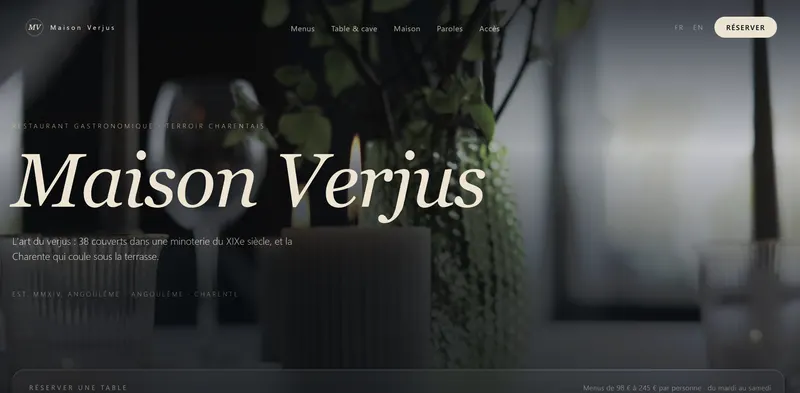 MV Maison Verjus
Menus Table & cave Maison Paroles Accès
FR EN RÉSERVER
RESTAURANT GASTRONOMIQUE · TERROIR CHARENTAIS
Maison Verjus
L'art du verjus : 38 couverts dans une minoterie du XIXe siècle, et la
Charente qui coule sous la terrasse.
EST. MMXIV, ANGOULÊME · ANGOULÊME · CHARENTE
RÉSERVER UNE TABLE
Menus de 98 € à 245 € par personne · du mardi au samedi